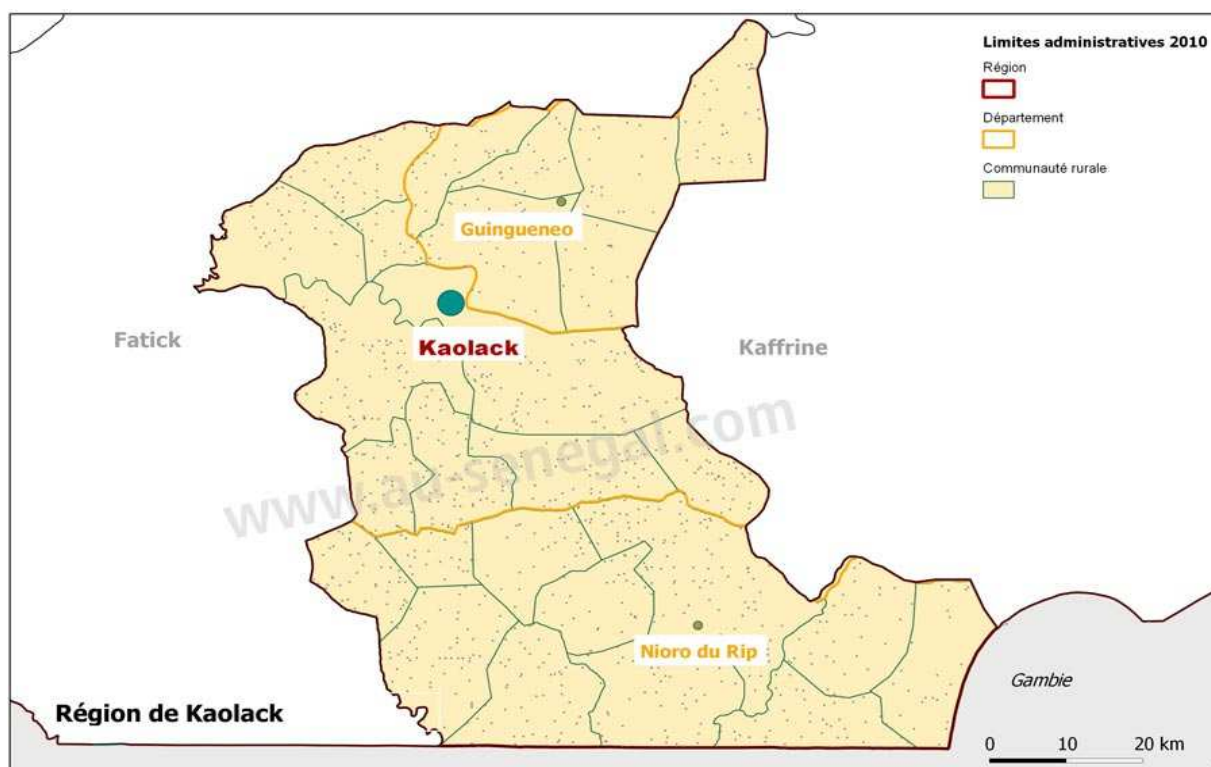 Limites administratives 2010
Région
Département
Communauté rurale
Guingueneo
Fatick
Kaolack
Kaffrine
www.au-senegal.com
Nioro du Rip
Gambie
Région de Kaolack
0 10 20 km